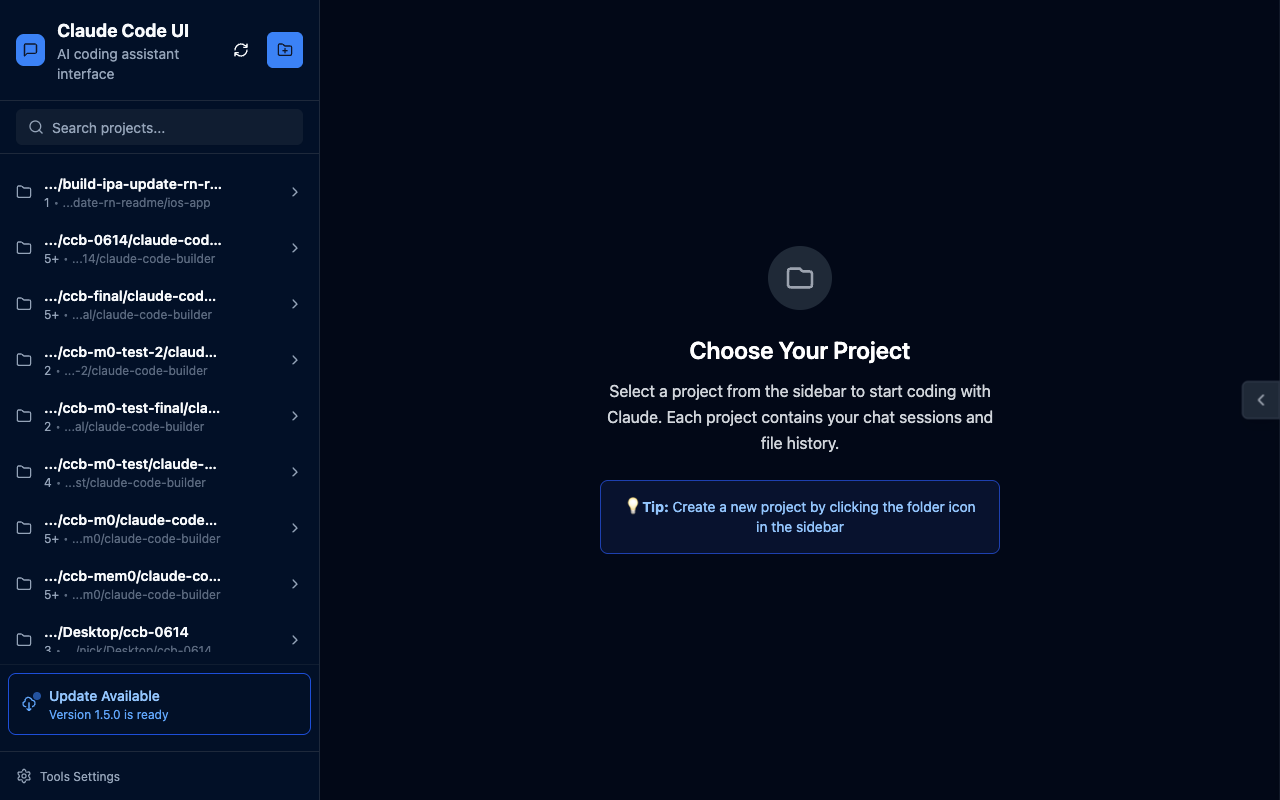 Claude Code UI
AI coding assistant
interface
Search projects...
.../build-ipa-update-rn-r...
1 • ...date-rn-readme/ios-app
.../ccb-0614/claude-cod...
5+ • ...14/claude-code-builder
.../ccb-final/claude-cod...
5+ • ...al/claude-code-builder
.../ccb-m0-test-2/claud...
2 • ...-2/claude-code-builder
.../ccb-m0-test-final/cla...
2 • ...al/claude-code-builder
.../ccb-m0-test/claude-...
4 • ...st/claude-code-builder
.../ccb-m0/claude-code...
5+ • ...m0/claude-code-builder
.../ccb-mem0/claude-co...
5+ • ...m0/claude-code-builder
.../Desktop/ccb-0614
3 • .../nick/Desktop/ccb-0614
Update Available
Version 1.5.0 is ready
Tools Settings
Choose Your Project
Select a project from the sidebar to start coding with
Claude. Each project contains your chat sessions and
file history.
💡Tip: Create a new project by clicking the folder icon
in the sidebar